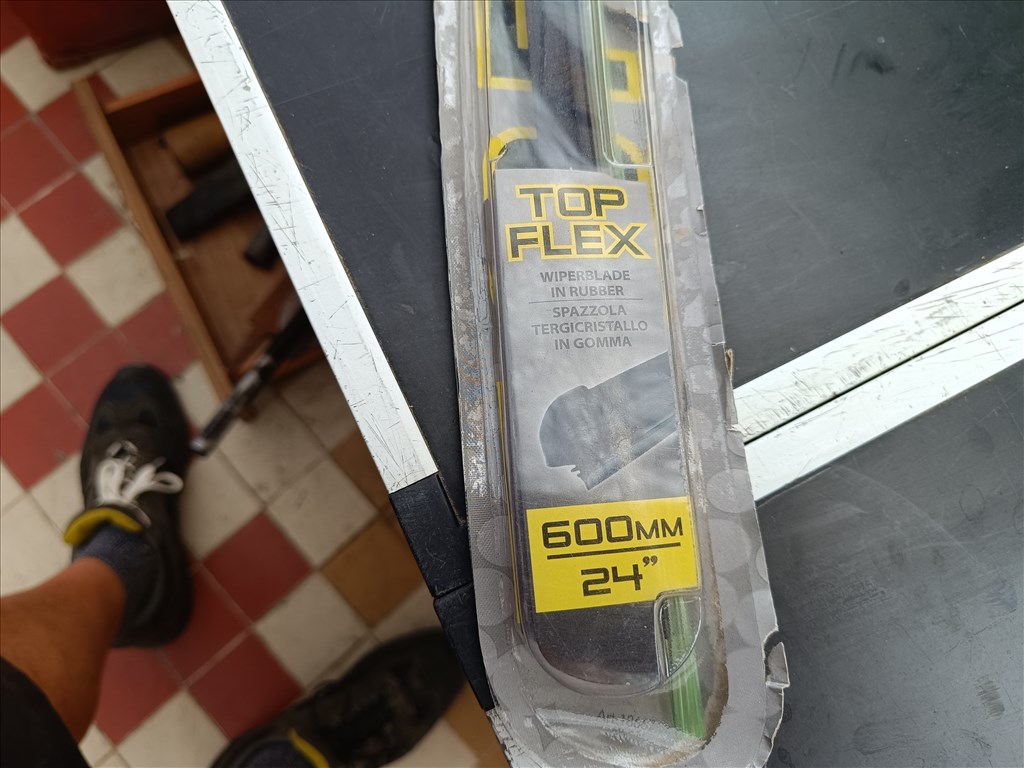 TOP
FLEX
WIPERBLADE
IN RUBBER
SPAZZOLA
TERGICRISTALLO
IN GOMMA
600MM
24”